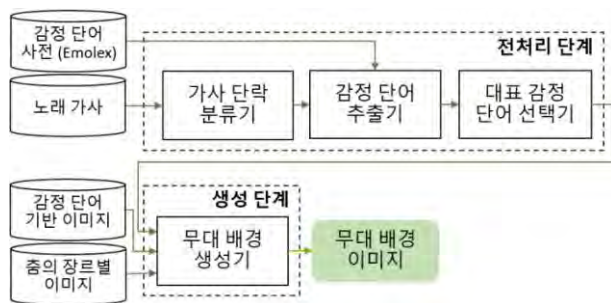 감정 단어
사전 (Emolex)
전처리 단계
노래 가사
가사 단락
분류기
감정 단어
추출기
대표 감정
단어 선택기
생성 단계
감정 단어
기반 이미지
춤의 장르별
이미지
무대 배경
생성기
무대 배경
이미지